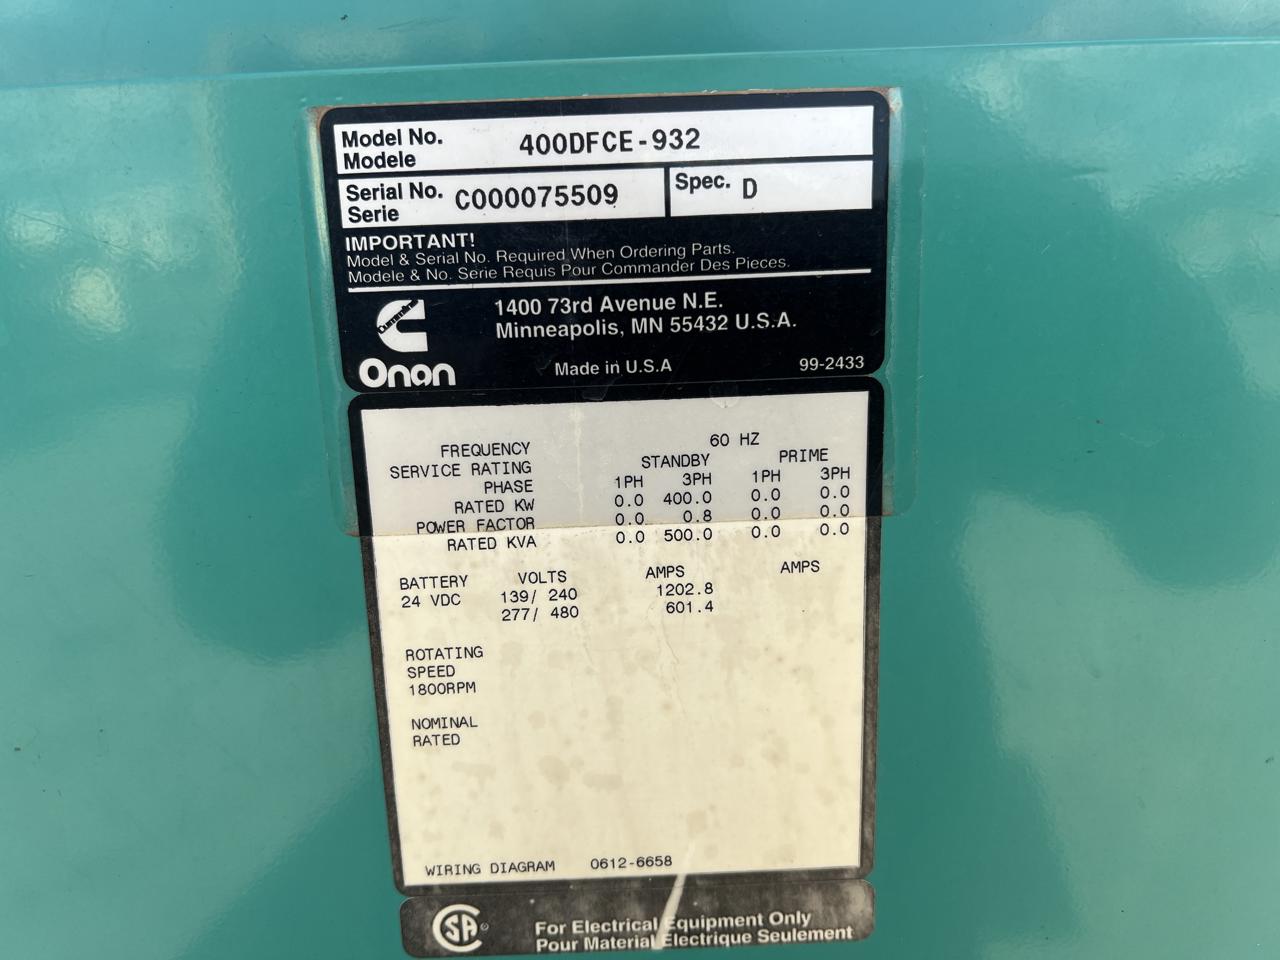 Model No. 400DFCE-932
Modele
Serial No. C000075509 Spec. D
Serie
IMPORTANT!
Model & Serial No. Required When Ordering Parts.
Modele & No. Serie Requis Pour Commander Des Pieces.
Cummins
Onan
1400 73rd Avenue N.E.
Minneapolis, MN 55432 U.S.A.
Made in U.S.A 99-2433
FREQUENCY 60 HZ
SERVICE RATING STANDBY PRIME
PHASE 1PH 3PH 1PH 3PH
RATED KW 0.0 400.0 0.0 0.0
POWER FACTOR 0.0 0.8 0.0 0.0
RATED KVA 0.0 500.0 0.0 0.0
BATTERY VOLTS AMPS AMPS
24 VDC 139/ 240 1202.8
277/ 480 601.4
ROTATING
SPEED
1800RPM
NOMINAL
RATED
WIRING DIAGRAM 0612-6658
CSA
For Electrical Equipment Only
Pour Material Electrique Seulement